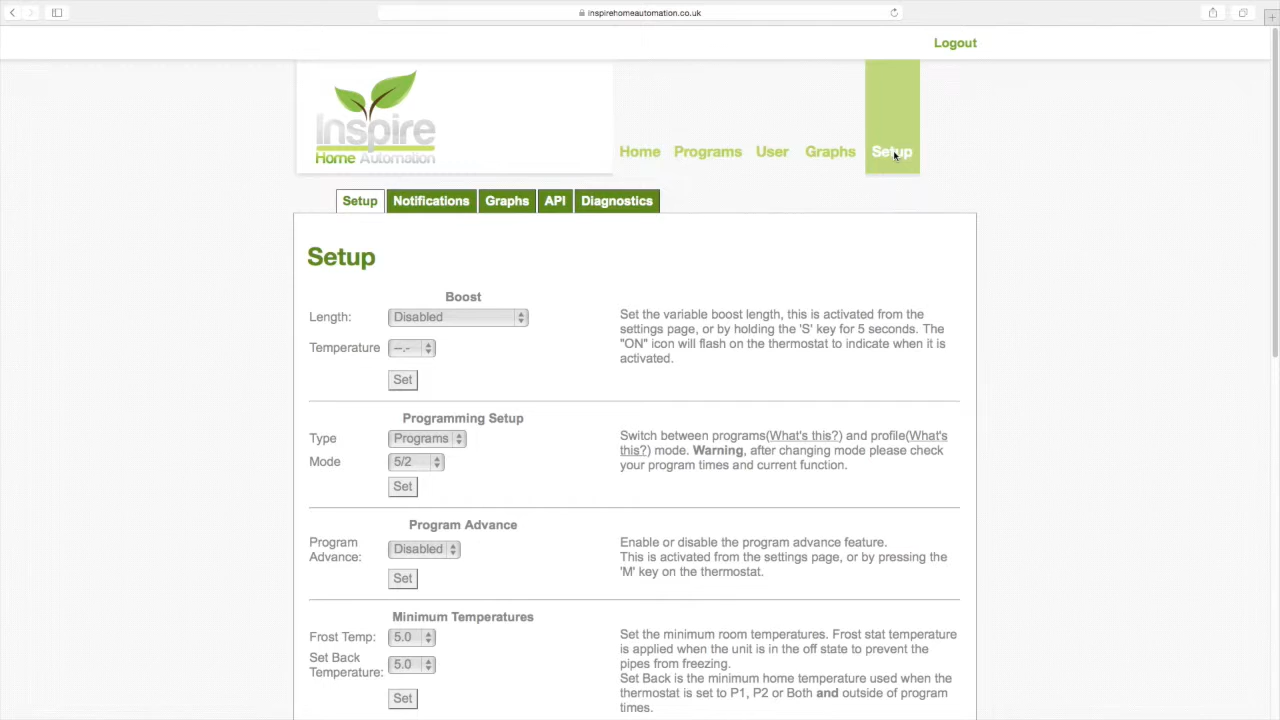 inspirehomeautomation.co.uk
Logout
Inspire
Home Automation
Home Programs User Graphs Setup
Setup Notifications Graphs API Diagnostics
Setup
Boost
Length: Disabled
Temperature --.-
Set
Set the variable boost length, this is activated from the
settings page, or by holding the 'S' key for 5 seconds. The
"ON" icon will flash on the thermostat to indicate when it is
activated.
Programming Setup
Type Programs
Mode 5/2
Set
Switch between programs(What's this?) and profile(What's
this?) mode. Warning, after changing mode please check
your program times and current function.
Program Advance
Program
Advance: Disabled
Set
Enable or disable the program advance feature.
This is activated from the settings page, or by pressing the
'M' key on the thermostat.
Minimum Temperatures
Frost Temp: 5.0
Set Back
Temperature: 5.0
Set
Set the minimum room temperatures. Frost stat temperature
is applied when the unit is in the off state to prevent the
pipes from freezing.
Set Back is the minimum home temperature used when the
thermostat is set to P1, P2 or Both and outside of program
times.